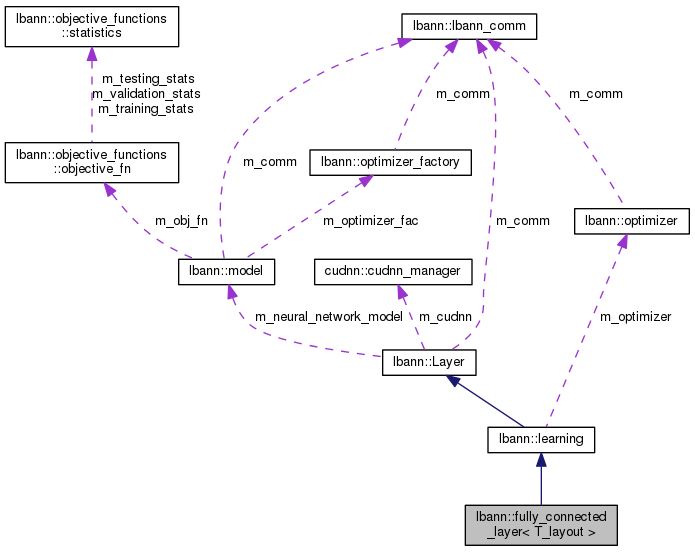 lbann::objective_functions
::statistics
lbann::lbann_comm
m_testing_stats
m_validation_stats
m_training_stats
m_comm
m_comm
lbann::objective_functions
::objective_fn
m_comm
lbann::optimizer_factory
m_obj_fn
m_optimizer_fac
m_comm
lbann::optimizer
lbann::model
cudnn::cudnn_manager
m_neural_network_model
m_cudnn
m_optimizer
lbann::Layer
lbann::learning
lbann::fully_connected
_layer< T_layout >